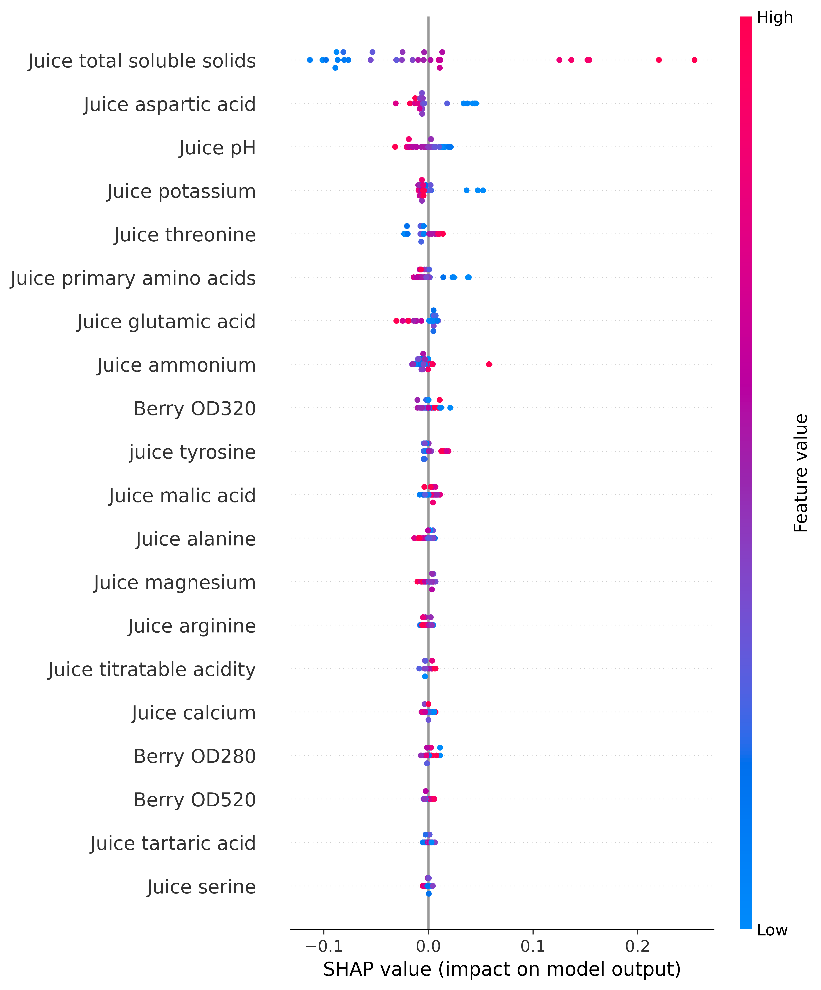 High
Juice total soluble solids
Juice aspartic acid
Juice pH
Juice potassium
Juice threonine
Juice primary amino acids
Juice glutamic acid
Juice ammonium
Berry OD320
juice tyrosine
Juice malic acid
Juice alanine
Juice magnesium
Juice arginine
Juice titratable acidity
Juice calcium
Berry OD280
Berry OD520
Juice tartaric acid
Juice serine
Feature value
Low
−0.1 0.0 0.1 0.2
SHAP value (impact on model output)